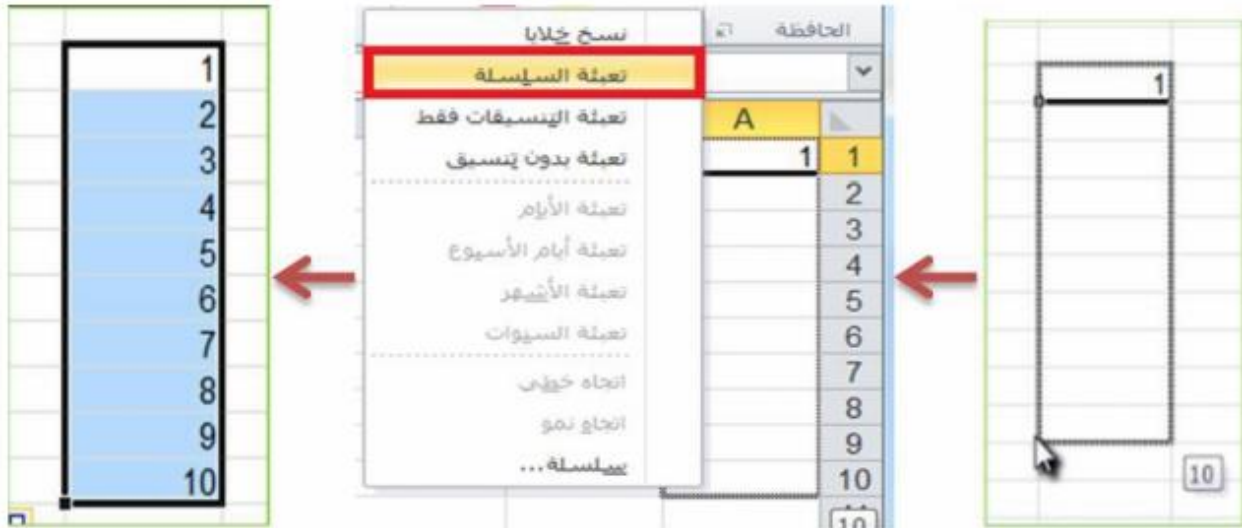 1
10
الحافظة
A
1
1
2
3
4
5
6
7
8
9
10
10
نسخ خلايا
تعبئة السلسلة
تعبئة التنسيقات فقط
تعبئة بدون تنسيق
تعبئة الأيام
تعبئة أيام الأسبوع
تعبئة الأشهر
تعبئة السنوات
اتجاه خطي
اتجاه نمو
سلسلة...
1
2
3
4
5
6
7
8
9
10